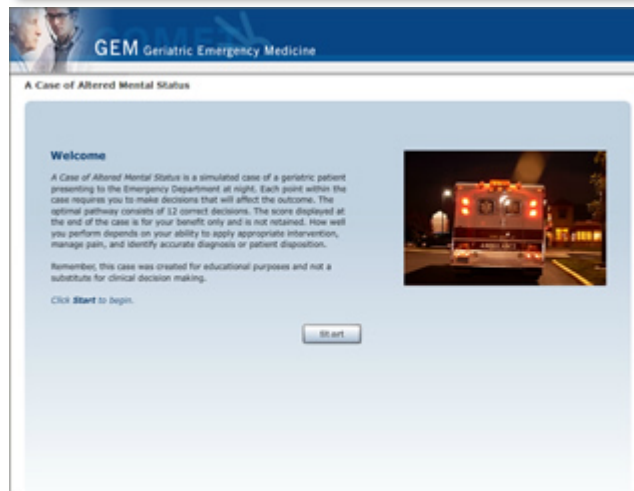 GEM Geriatric Emergency Medicine
A Case of Altered Mental Status
Welcome
A Case of Altered Mental Status is a simulated case of a geriatric patient
presenting to the Emergency Department at night. Each point within the
case requires you to make decisions that will affect the outcome. The
optimal pathway consists of 12 correct decisions. The score displayed at
the end of the case is for your benefit only and is not retained. How well
you perform depends on your ability to apply appropriate intervention,
manage pain, and identify accurate diagnosis or patient disposition.
Remember, this case was created for educational purposes and not a
substitute for clinical decision making.
Click Start to begin.
AMBULANCE
Start